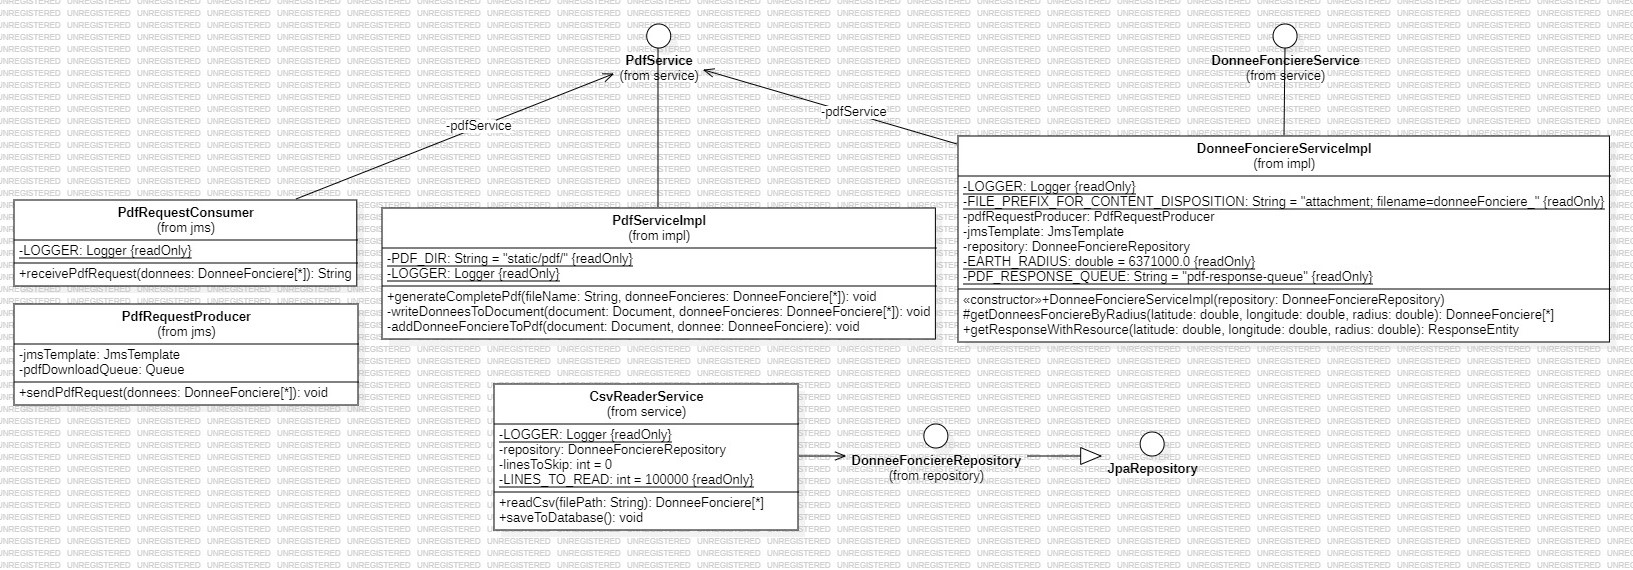 PdfService
(from service)
DonneeFonciereService
(from service)
-pdfService
-pdfService
PdfRequestConsumer
(from jms)
-LOGGER: Logger {readOnly}
+receivePdfRequest(donnees: DonneeFonciere[*]): String
PdfServiceImpl
(from impl)
-PDF_DIR: String = "static/pdf/" {readOnly}
-LOGGER: Logger {readOnly}
+generateCompletePdf(fileName: String, donneeFoncieres: DonneeFonciere[*]): void
-writeDonneesToDocument(document: Document, donneeFoncieres: DonneeFonciere[*]): void
-addDonneeFonciereToPdf(document: Document, donnee: DonneeFonciere): void
DonneeFonciereServiceImpl
(from impl)
-LOGGER: Logger {readOnly}
-FILE_PREFIX_FOR_CONTENT_DISPOSITION: String = "attachment; filename=donneeFonciere_" {readOnly}
-pdfRequestProducer: PdfRequestProducer
-jmsTemplate: JmsTemplate
-repository: DonneeFonciereRepository
-EARTH_RADIUS: double = 6371000.0 {readOnly}
-PDF_RESPONSE_QUEUE: String = "pdf-response-queue" {readOnly}
«constructor»+DonneeFonciereServiceImpl(repository: DonneeFonciereRepository)
#getDonneesFonciereByRadius(latitude: double, longitude: double, radius: double): DonneeFonciere[*]
+getResponseWithResource(latitude: double, longitude: double, radius: double): ResponseEntity
PdfRequestProducer
(from jms)
-jmsTemplate: JmsTemplate
-pdfDownloadQueue: Queue
+sendPdfRequest(donnees: DonneeFonciere[*]): void
CsvReaderService
(from service)
-LOGGER: Logger {readOnly}
-repository: DonneeFonciereRepository
-linesToSkip: int = 0
-LINES_TO_READ: int = 100000 {readOnly}
+readCsv(filePath: String): DonneeFonciere[*]
+saveToDatabase(): void
DonneeFonciereRepository
(from repository)
JpaRepository
UNREGISTERED